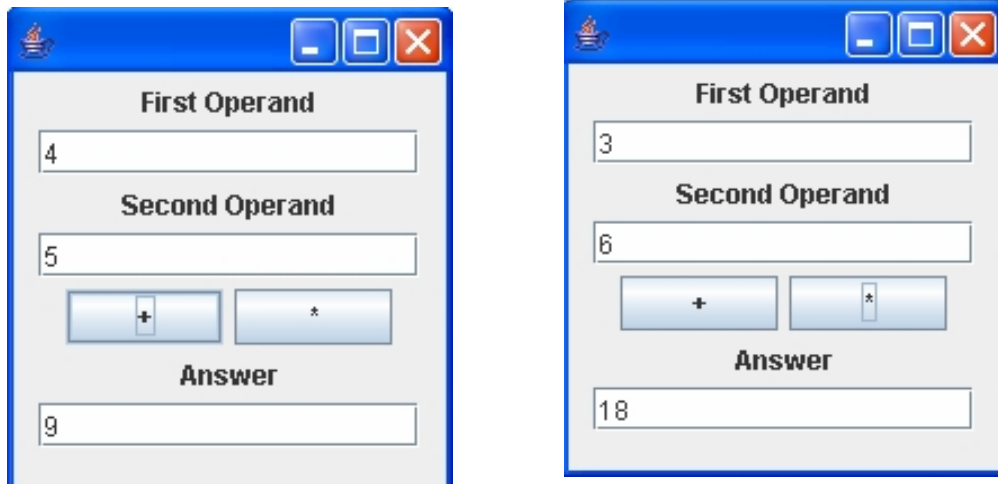 First Operand
4
Second Operand
5
+ *
Answer
9
First Operand
3
Second Operand
6
+ *
Answer
18